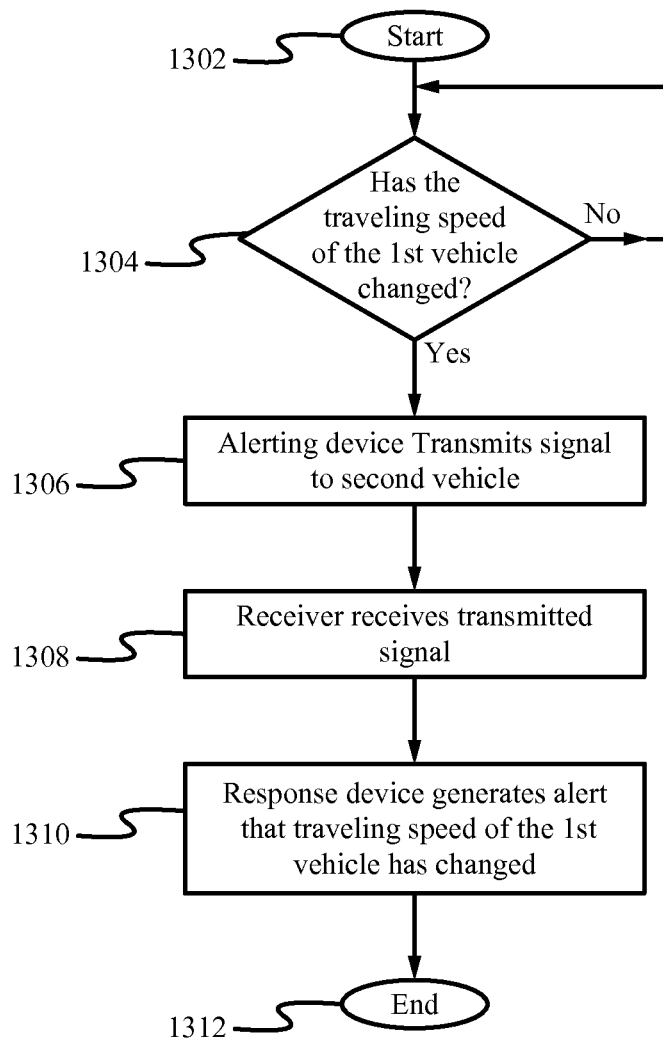 Start
1302
Has the
traveling speed
of the 1st vehicle
changed?
No
1304
Yes
Alerting device Transmits signal
to second vehicle
1306
Receiver receives transmitted
signal
1308
Response device generates alert
that traveling speed of the 1st
vehicle has changed
1310
End
1312